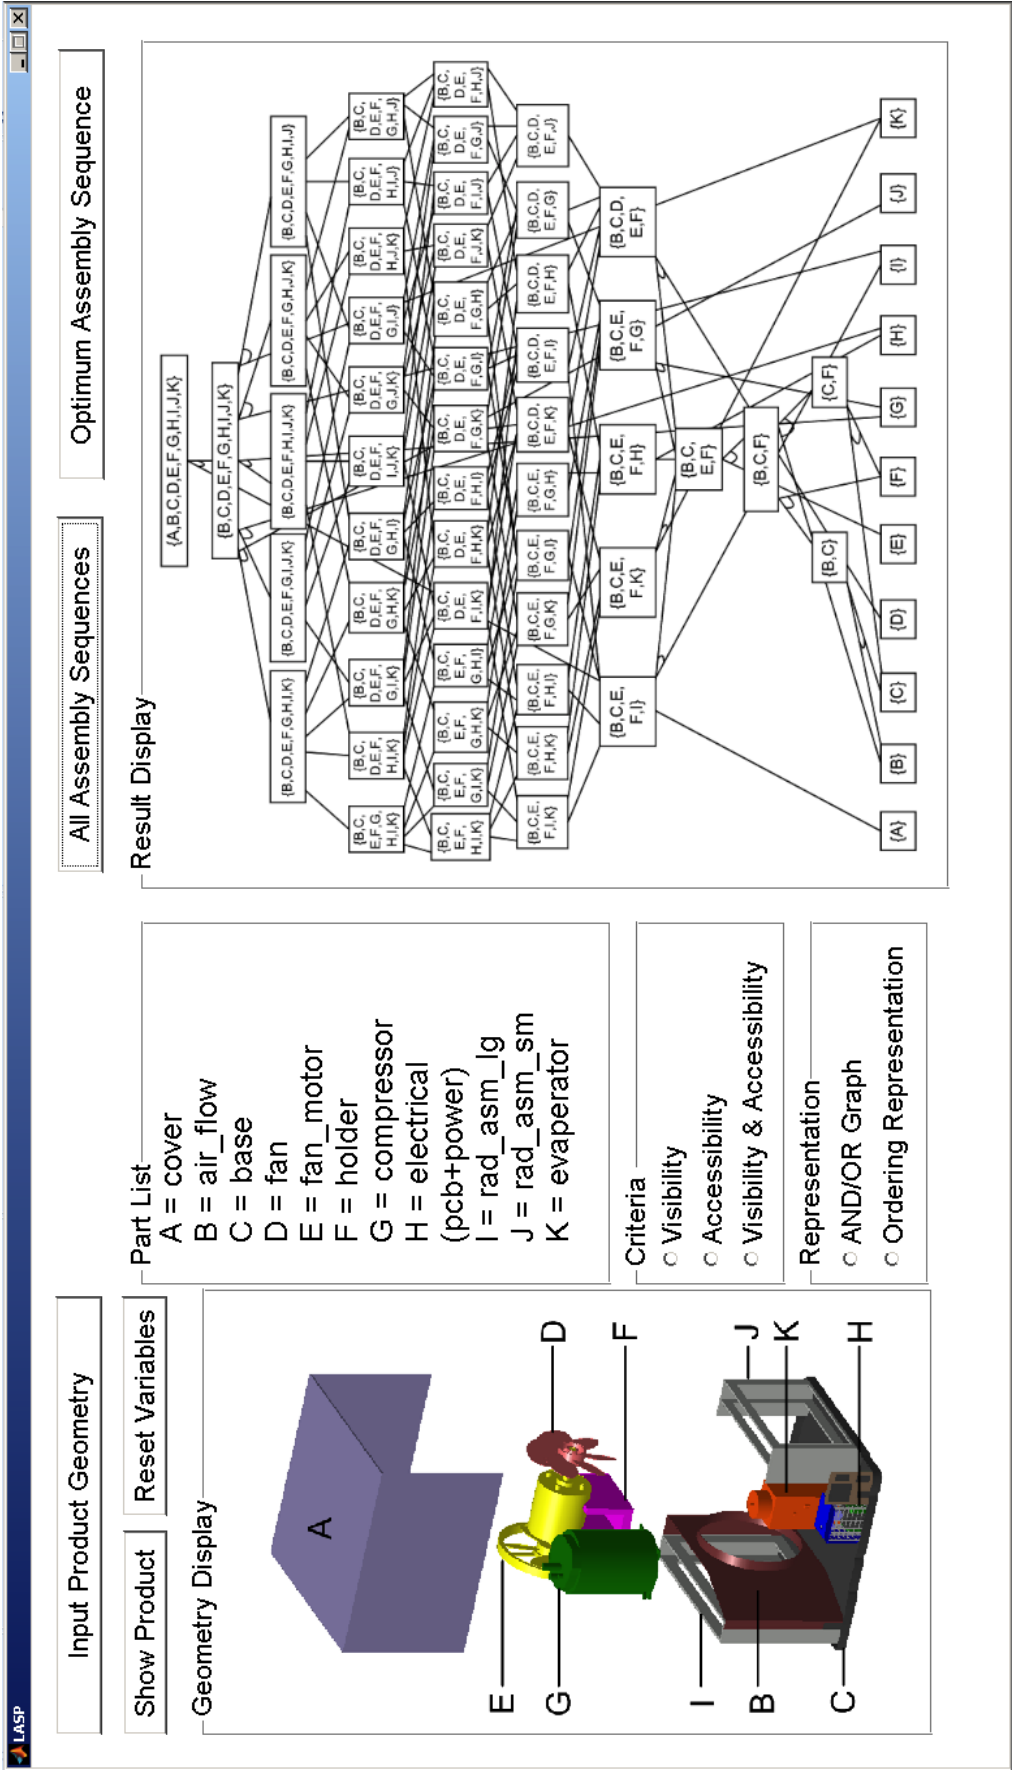 LASP
Input Product Geometry
Show Product
Reset Variables
Geometry Display
A
E
G
I
B
C
D
F
J
K
H
Part List
A = cover
B = air_flow
C = base
D = fan
E = fan_motor
F = holder
G = compressor
H = electrical
(pcb+power)
I = rad_asm_lg
J = rad_asm_sm
K = evaperator
Criteria
Visibility
Accessibility
Visibility & Accessibility
Representation
AND/OR Graph
Ordering Representation
All Assembly Sequences
Optimum Assembly Sequence
Result Display
{A,B,C,D,E,F,G,H,I,J,K}
{B,C,D,E,F,G,H,I,J,K}
{B,C,D,E,F,G,H,I,K}
{B,C,D,E,F,G,I,J,K}
{B,C,D,E,F,H,I,J,K}
{B,C,D,E,F,G,H,J,K}
{B,C,D,E,F,G,H,I,J}
{B,C,
E,F,G,
H,I,K}
{B,C,
D,E,F,
H,I,K}
{B,C,
D,E,F,
G,I,K}
{B,C,
D,E,F,
G,H,K}
{B,C,
D,E,F,
G,H,I}
{B,C,
D,E,F,
I,J,K}
{B,C,
D,E,F,
G,J,K}
{B,C,
D,E,F,
G,I,J}
{B,C,
D,E,F,
H,J,K}
{B,C,
D,E,F,
H,I,J}
{B,C,
D,E,F,
G,H,J}
{B,C,
E,F,
H,I,K}
{B,C,
E,F,
G,I,K}
{B,C,
E,F,
G,H,K}
{B,C,
E,F,
G,H,I}
{B,C,
D,E,
F,I,K}
{B,C,
D,E,
F,H,K}
{B,C,
D,E,
F,H,I}
{B,C,
D,E,
F,G,K}
{B,C,
D,E,
F,G,I}
{B,C,
D,E,
F,G,H}
{B,C,
D,E,
F,J,K}
{B,C,
D,E,
F,I,J}
{B,C,
D,E,
F,G,J}
{B,C,
D,E,
F,H,J}
{B,C,E,
F,I,K}
{B,C,E,
F,H,K}
{B,C,E,
F,H,I}
{B,C,E,
F,G,K}
{B,C,E,
F,G,I}
{B,C,E,
F,G,H}
{B,C,D,
E,F,K}
{B,C,D,
E,F,I}
{B,C,D,
E,F,H}
{B,C,D,
E,F,G}
{B,C,D,
E,F,J}
{B,C,E,
F,I}
{B,C,E,
F,K}
{B,C,E,
F,H}
{B,C,E,
F,G}
{B,C,D,
E,F}
{B,C,
E,F}
{B,C,F}
{B,C}
{C,F}
{A}
{B}
{C}
{D}
{E}
{F}
{G}
{H}
{I}
{J}
{K}